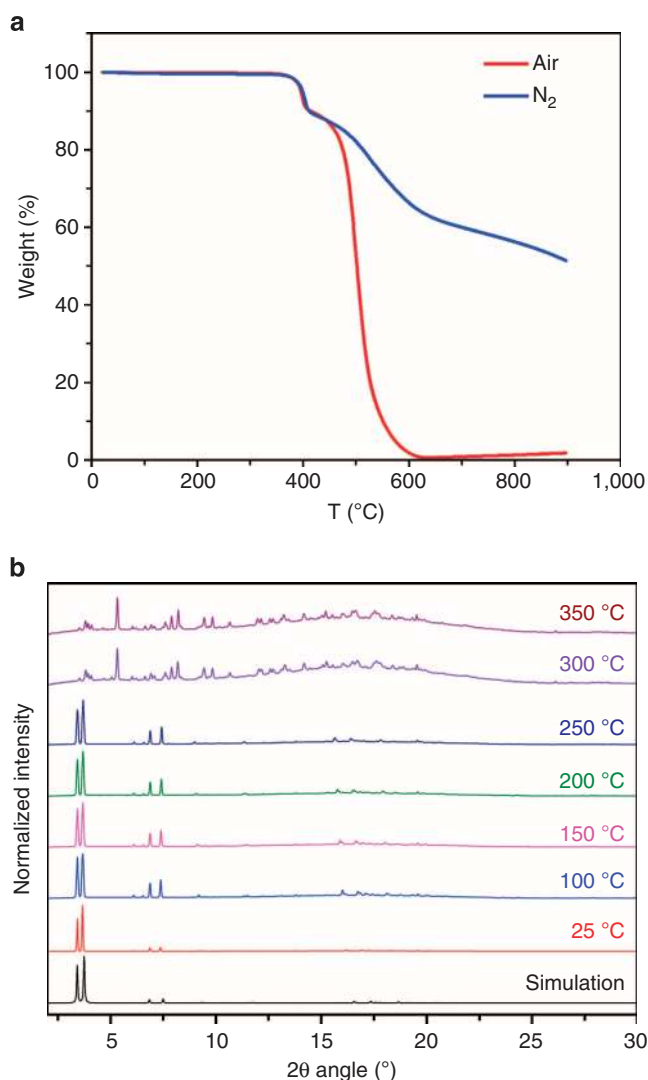 a
100
80
60
40
20
0
Weight (%)
Air
N₂
0 200 400 600 800 1,000
T (°C)
b
Normalized intensity
350 °C
300 °C
250 °C
200 °C
150 °C
100 °C
25 °C
Simulation
5 10 15 20 25 30
2θ angle (°)